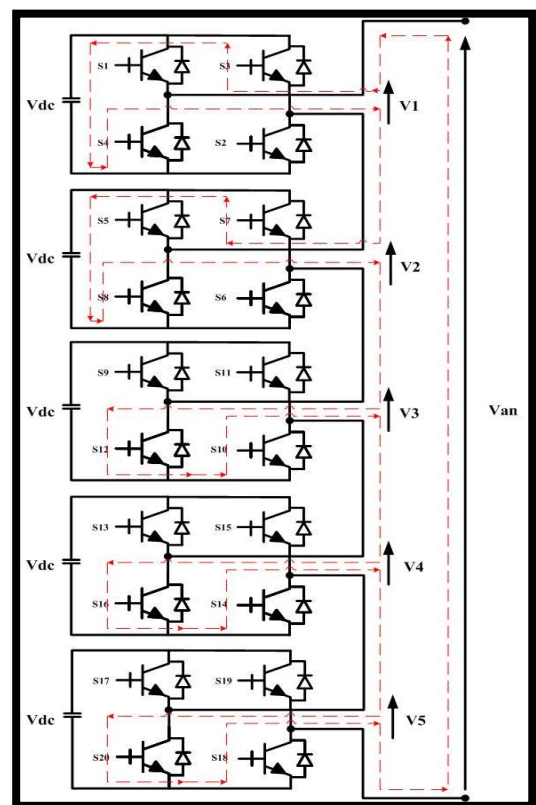 S1
S3
Vdc
V1
S4
S2
S5
S7
Vdc
V2
S8
S6
S9
S11
Vdc
V3
Van
S12
S10
S13
S15
Vdc
V4
S16
S14
S17
S19
Vdc
V5
S20
S18